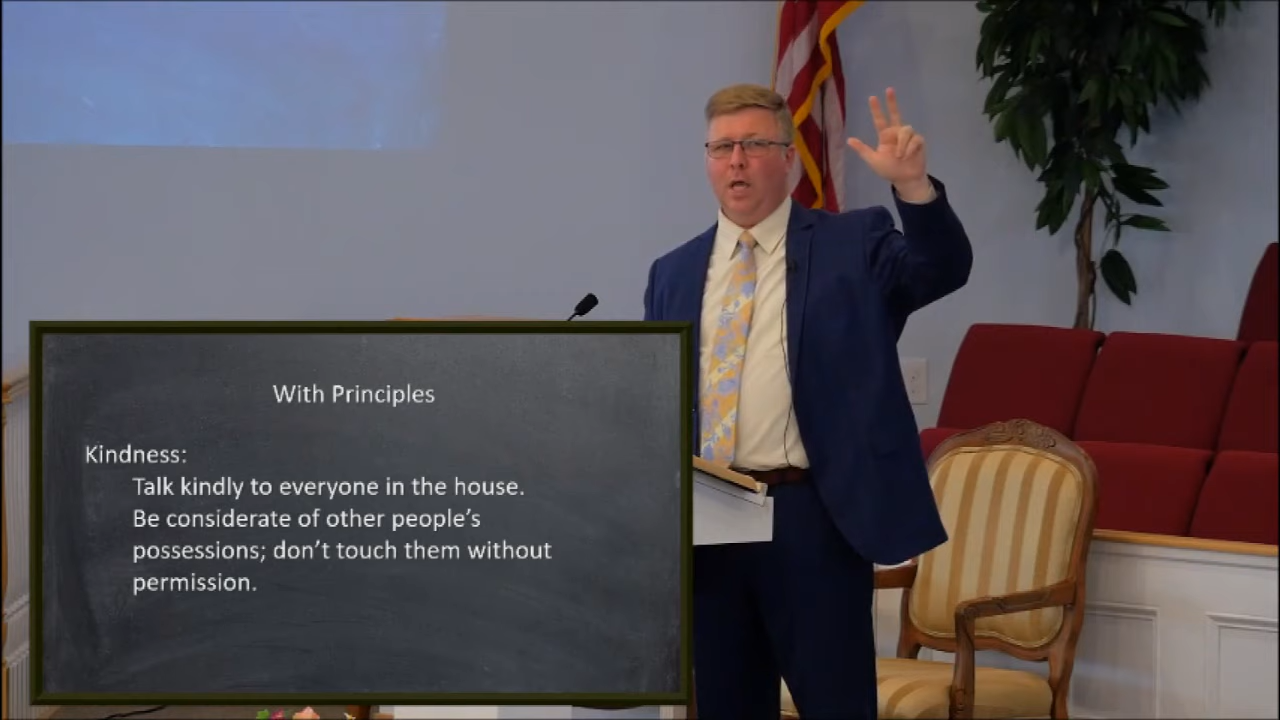 With Principles
Kindness:
Talk kindly to everyone in the house.
Be considerate of other people’s
possessions; don’t touch them without
permission.